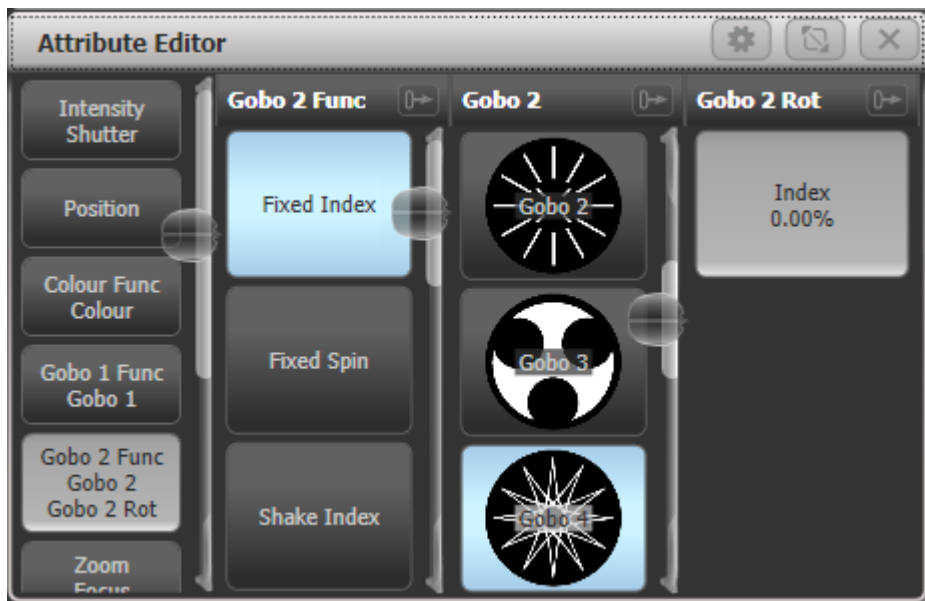 Attribute Editor
Intensity
Shutter
Position
Colour Func
Colour
Gobo 1 Func
Gobo 1
Gobo 2 Func
Gobo 2
Gobo 2 Rot
Zoom
Focus
Gobo 2 Func
Fixed Index
Fixed Spin
Shake Index
Gobo 2
Gobo 2
Gobo 3
Gobo 4
Gobo 2 Rot
Index
0.00%